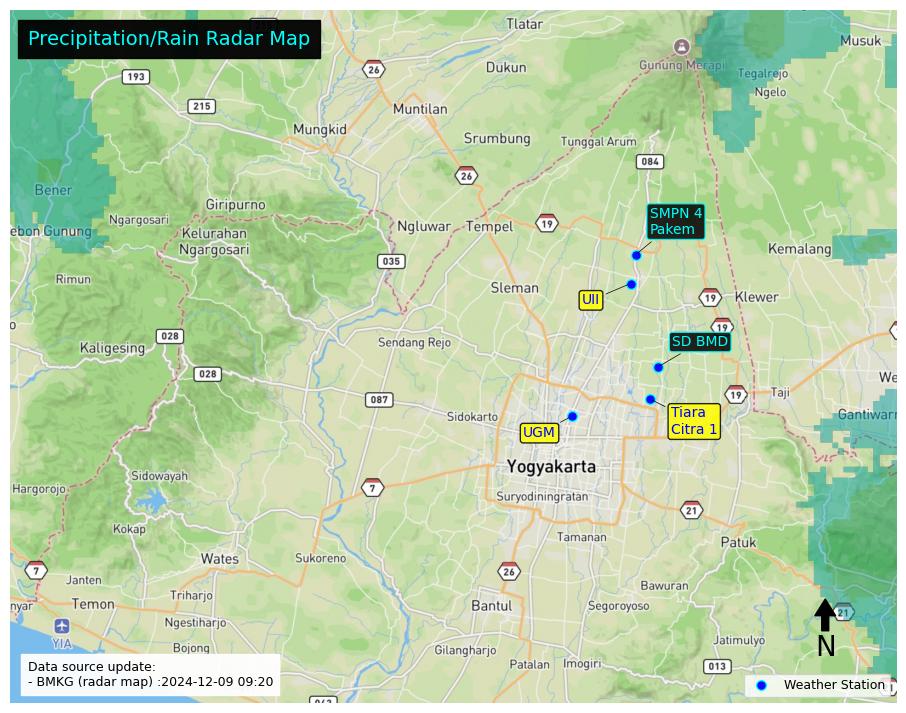 Precipitation/Rain Radar Map
Tlatar
Musuk
26
Gunung Merapi
193
Dukun
Tegalrejo
Ngelo
215
Muntilan
Mungkid
Srumbung
Tunggal Arum
084
26
Bener
Giripurno
SMPN 4
Pakem
Ngargosari
Ngluwar
Tempel
19
ebon Gunung
Kelurahan
Ngargosari
Kemalang
035
Rimun
Sleman
UII
19
Klewer
19
028
Sendang Rejo
SD BMD
Kaligesing
028
We
087
19
Taji
Sidokarto
Tiara
Citra 1
Gantiwarn
UGM
Yogyakarta
Sidowayah
Hargorojo
7
Suryodiningratan
21
Kokap
Tamanan
Patuk
Wates
Sukoreno
7
26
Janten
Bawuran
Triharjo
nyar
Temon
Bantul
Segoroyoso
21
Ngestiharjo
YIA
Jatimulyo
N
Bojong
Gilangharjo
Patalan
Imogiri
013
Data source update:
- BMKG (radar map) :2024-12-09 09:20
Weather Station